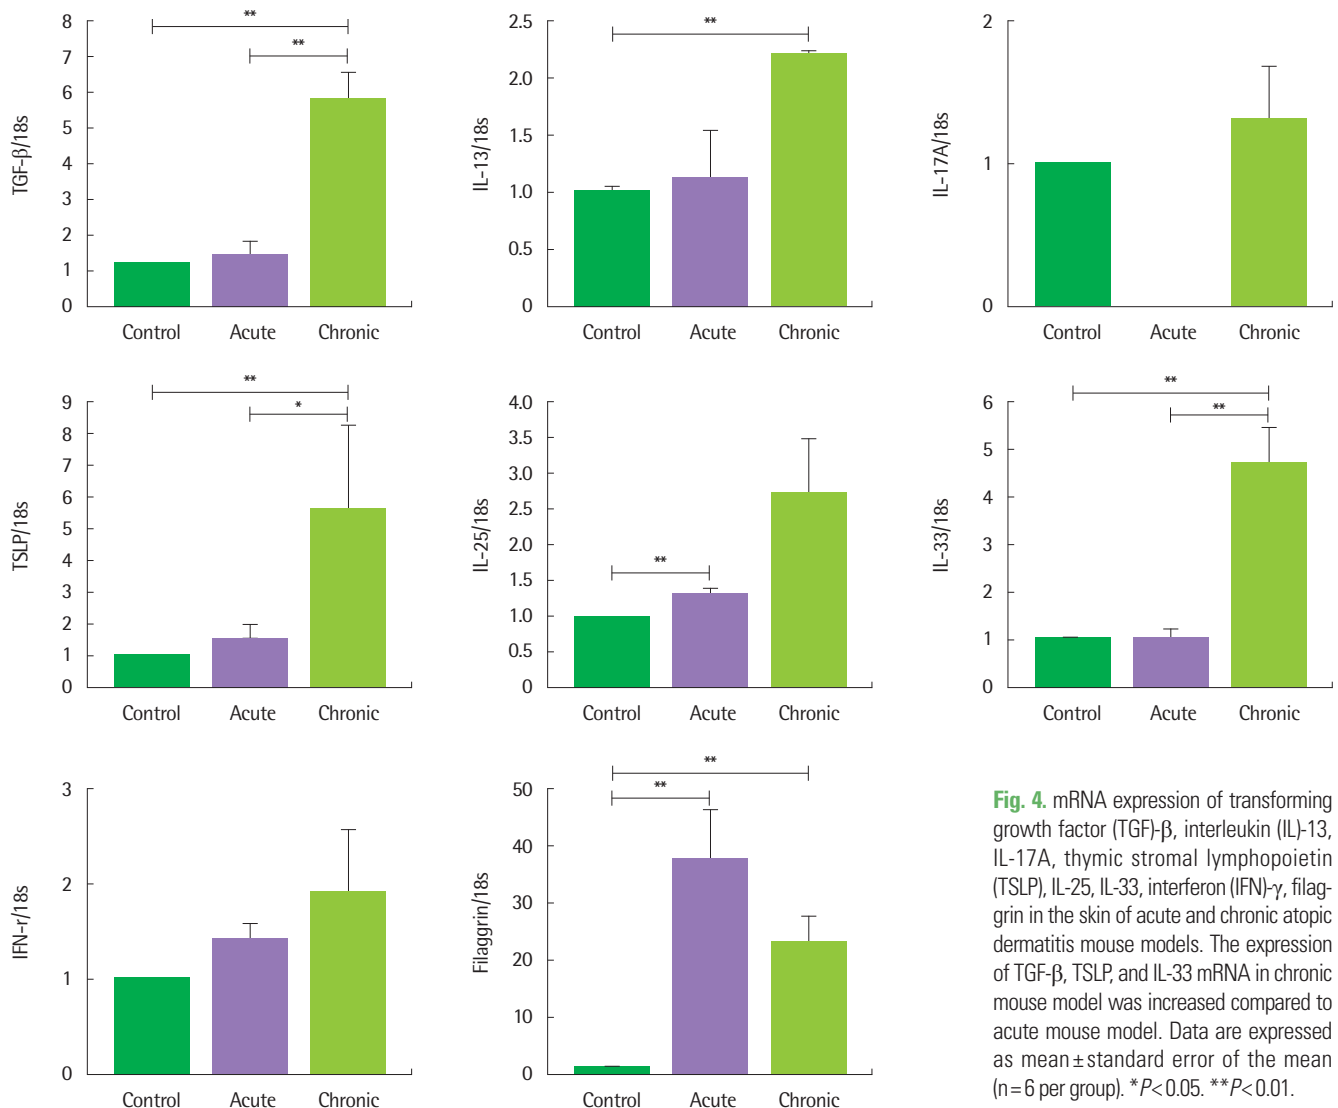 TGF-β/18s
8
7
6
5
4
3
2
1
0
**
**
Control Acute Chronic
IL-13/18s
2.5
2.0
1.5
1.0
0.5
0
**
Control Acute Chronic
IL-17A/18s
2
1
0
Control Acute Chronic
TSLP/18s
9
8
7
6
5
4
3
2
1
0
**
*
Control Acute Chronic
IL-25/18s
4.0
3.5
3.0
2.5
2.0
1.5
1.0
0.5
0
**
Control Acute Chronic
IL-33/18s
6
5
4
3
2
1
0
**
**
Control Acute Chronic
IFN-r/18s
3
2
1
0
Control Acute Chronic
Filaggrin/18s
50
40
30
20
10
0
**
**
Control Acute Chronic
Fig. 4. mRNA expression of transforming
growth factor (TGF)-β, interleukin (IL)-13,
IL-17A, thymic stromal lymphopoietin
(TSLP), IL-25, IL-33, interferon (IFN)-γ, filag-
grin in the skin of acute and chronic atopic
dermatitis mouse models. The expression
of TGF-β, TSLP, and IL-33 mRNA in chronic
mouse model was increased compared to
acute mouse model. Data are expressed
as mean±standard error of the mean
(n=6 per group). *P<0.05. **P<0.01.